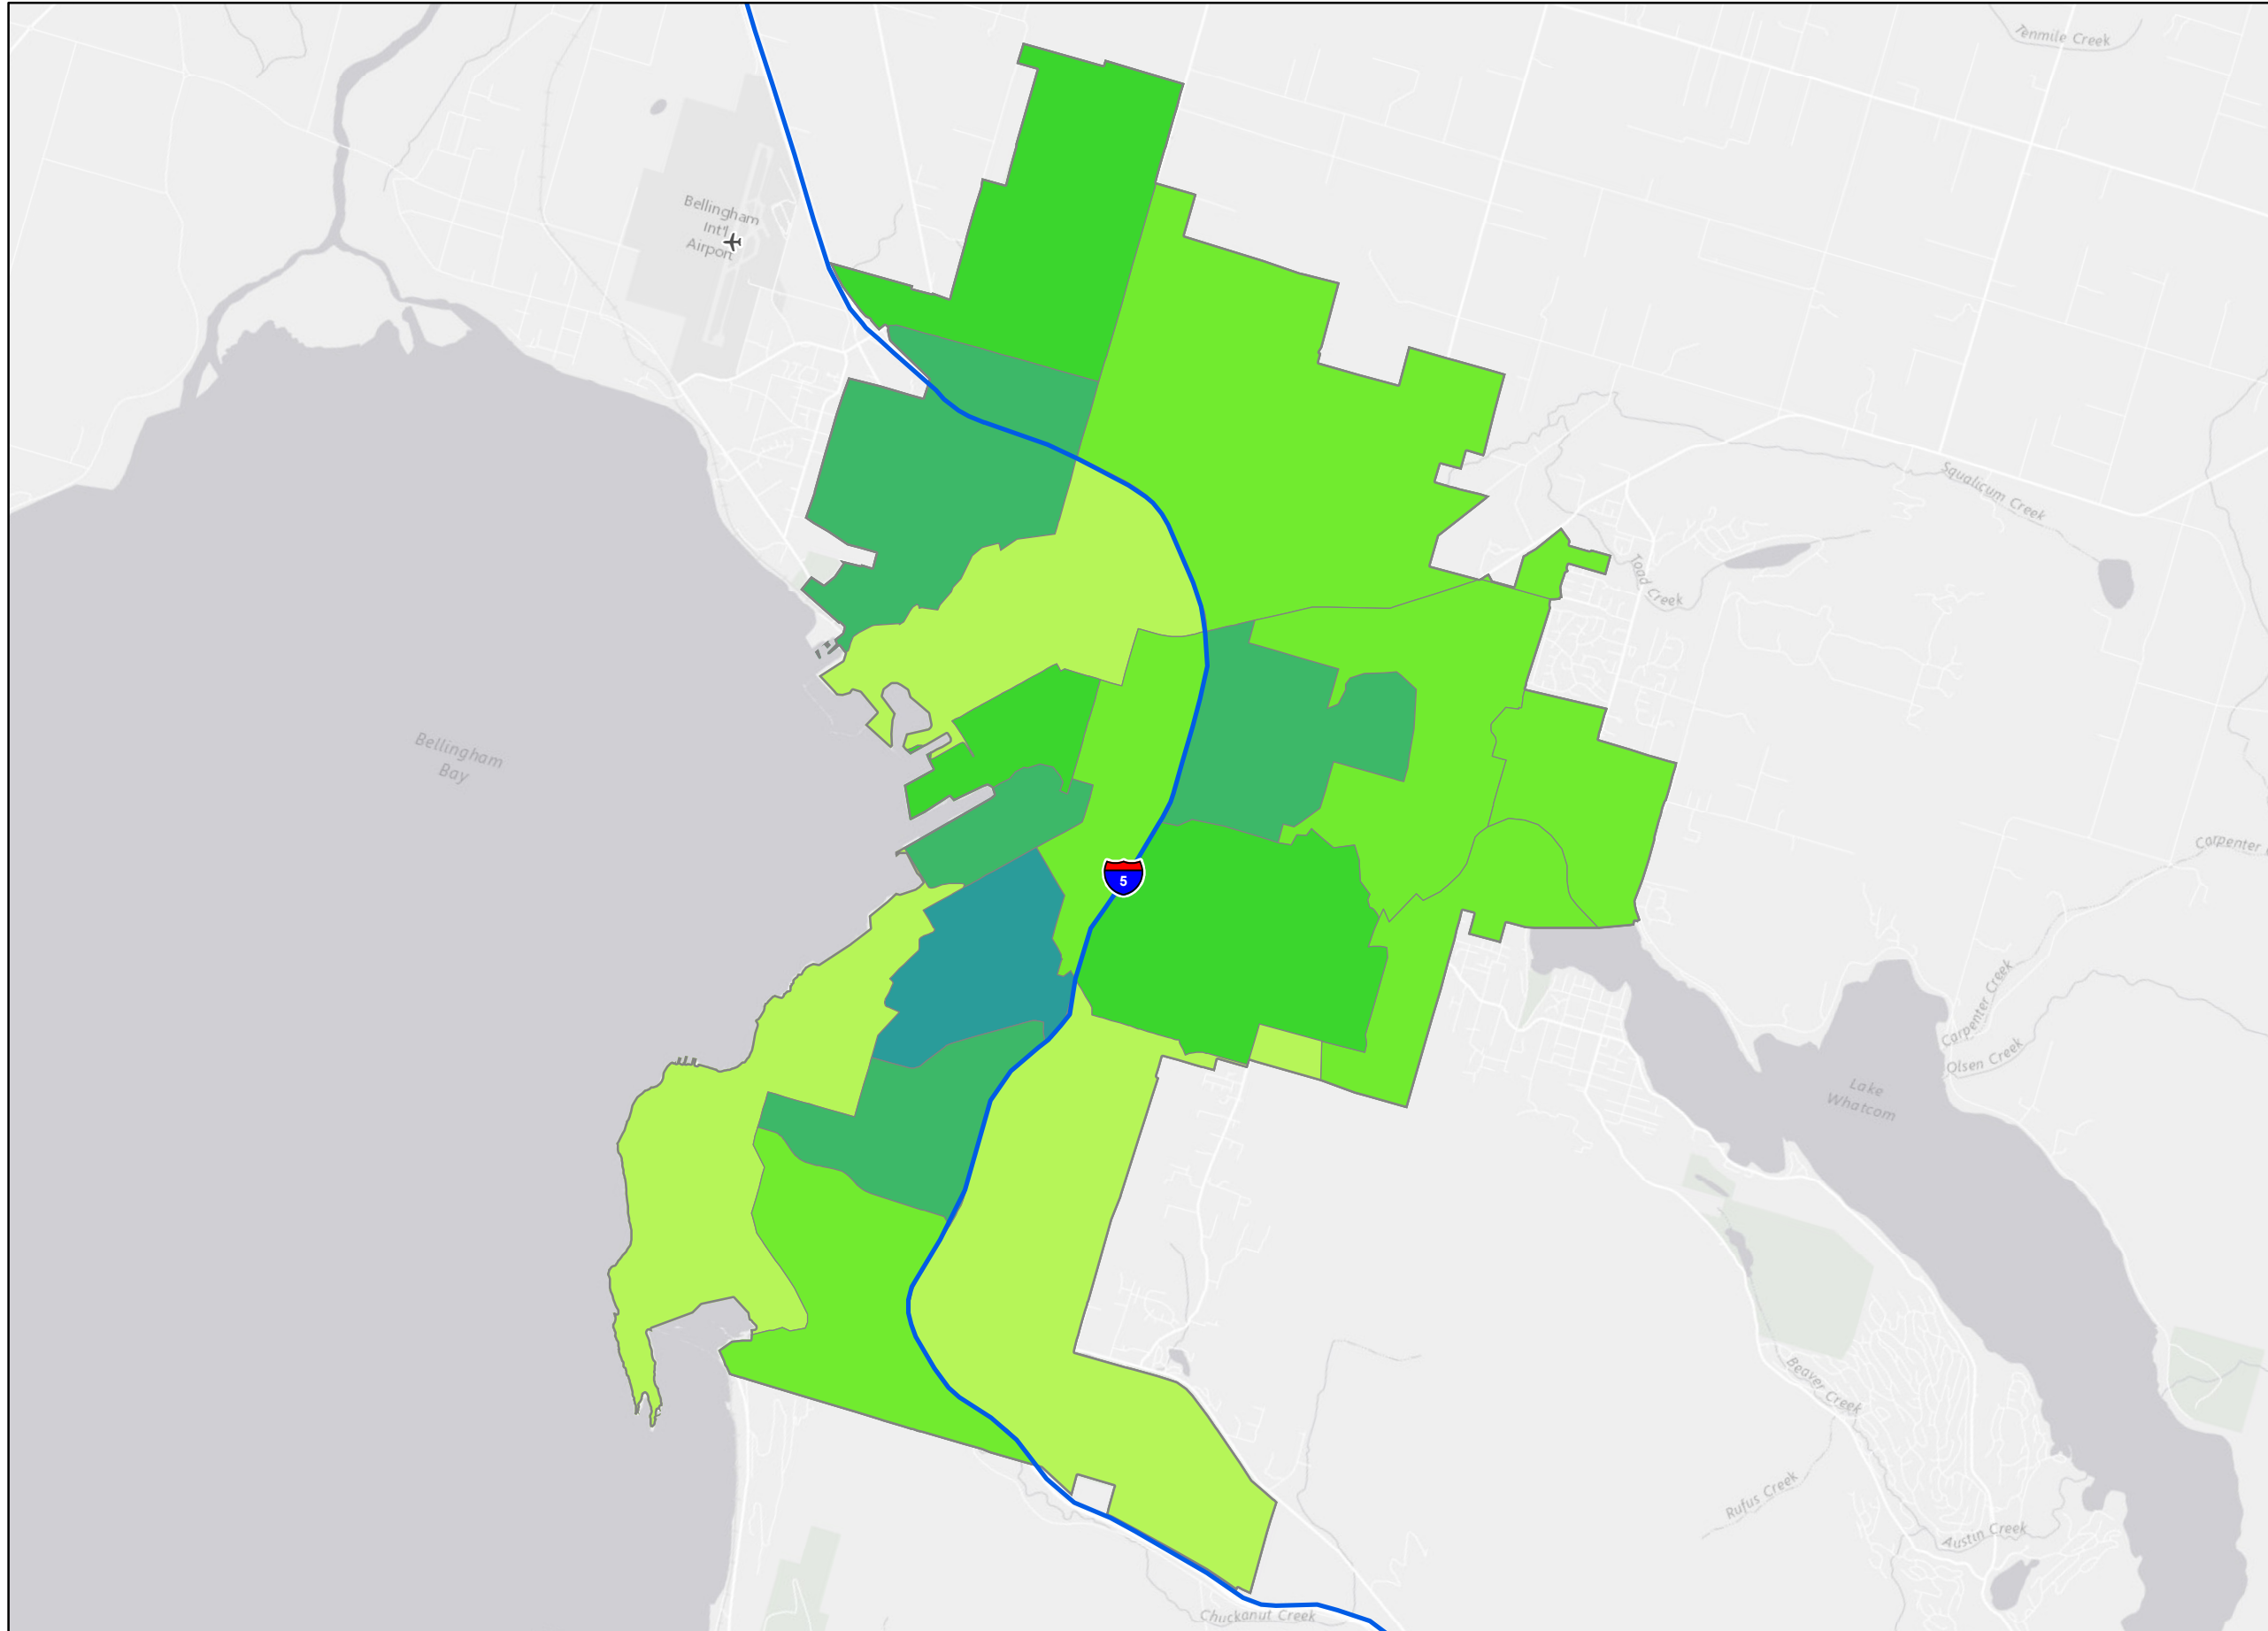 Tenmile Creek
Bellingham
Int'l
Airport
Squalicum Creek
Toad
Creek
Bellingham
Bay
Carpenter
5
Carpenter Creek
Olsen Creek
Lake
Whatcom
Beaver Creek
Rufus Creek
Austin Creek
Chuckanut Creek